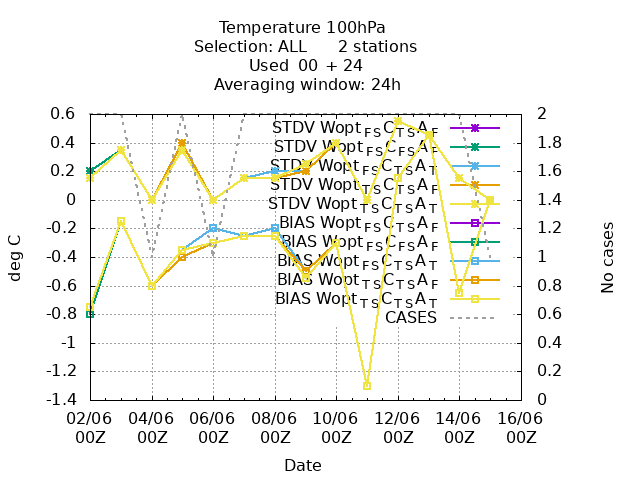 Temperature 100hPa
Selection: ALL 2 stations
Used 00 + 24
Averaging window: 24h
0.6
0.4
0.2
0
-0.2
-0.4
-0.6
-0.8
-1
-1.2
-1.4
deg C
STDV Wopt FS C TS A F
STDV Wopt FS C FS A F
STDV Wopt FS C TS A T
STDV Wopt TS C TS A F
STDV Wopt TS C TS A T
BIAS Wopt FS C TS A F
BIAS Wopt FS C FS A F
BIAS Wopt FS C TS A T
BIAS Wopt TS C TS A F
BIAS Wopt TS C TS A T
CASES
2
1.8
1.6
1.4
1.2
1
0.8
0.6
0.4
0.2
0
No cases
02/06 04/06 06/06 08/06 10/06 12/06 14/06 16/06
00Z 00Z 00Z 00Z 00Z 00Z 00Z 00Z
Date